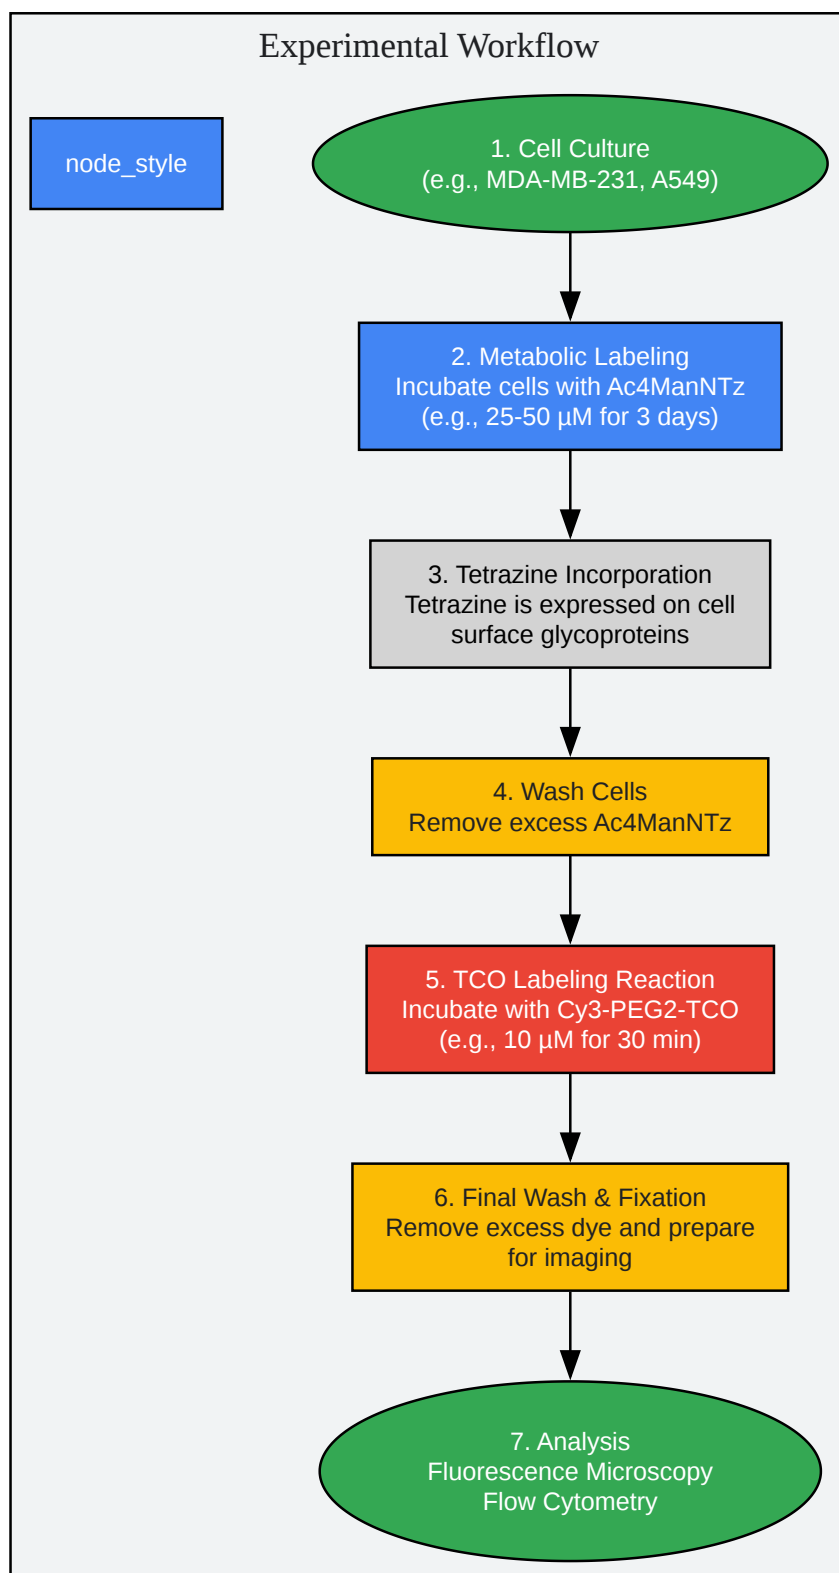 Experimental Workflow
node_style
1. Cell Culture
(e.g., MDA-MB-231, A549)
2. Metabolic Labeling
Incubate cells with Ac4ManNTz
(e.g., 25-50 µM for 3 days)
3. Tetrazine Incorporation
Tetrazine is expressed on cell
surface glycoproteins
4. Wash Cells
Remove excess Ac4ManNTz
5. TCO Labeling Reaction
Incubate with Cy3-PEG2-TCO
(e.g., 10 µM for 30 min)
6. Final Wash & Fixation
Remove excess dye and prepare
for imaging
7. Analysis
Fluorescence Microscopy
Flow Cytometry